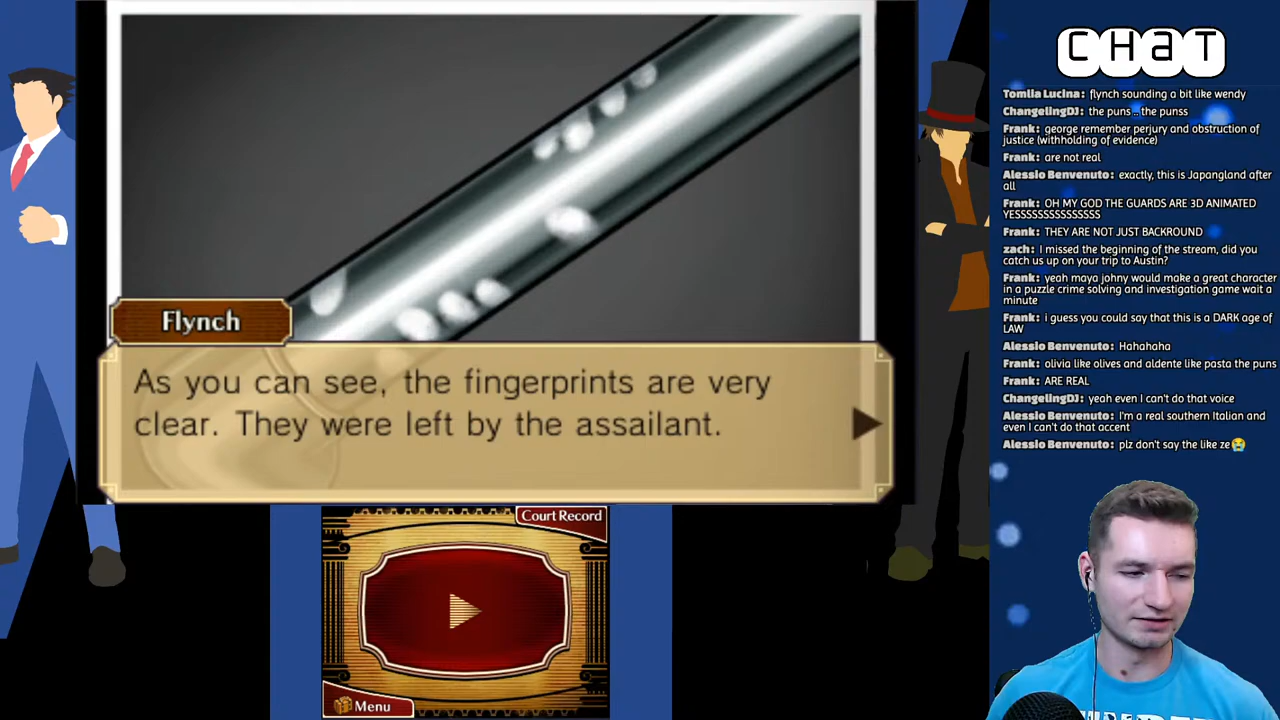 CHaT
Tomlia Lucina: flynch sounding a bit like wendy
ChangelingDJ: the puns .. the punss
Frank: george remember perjury and obstruction of
justice (withholding of evidence)
Frank: are not real
Alessio Benvenuto: exactly, this is Japangland after
all
Frank: OH MY GOD THE GUARDS ARE 3D ANIMATED
YESSSSSSSSSSSSSS
Frank: THEY ARE NOT JUST BACKROUND
zach: I missed the beginning of the stream, did you
catch us up on your trip to Austin?
Frank: yeah maya johny would make a great character
in a puzzle crime solving and investigation game wait a
minute
Frank: i guess you could say that this is a DARK age of
LAW
Alessio Benvenuto: Hahahaha
Frank: olivia like olives and aldente like pasta the puns
Frank: ARE REAL
ChangelingDJ: yeah even I can't do that voice
Alessio Benvenuto: I'm a real southern Italian and
even I can't do that accent
Alessio Benvenuto: plz don't say the like ze😭
Flynch
As you can see, the fingerprints are very
clear. They were left by the assailant.
Court Record
Menu